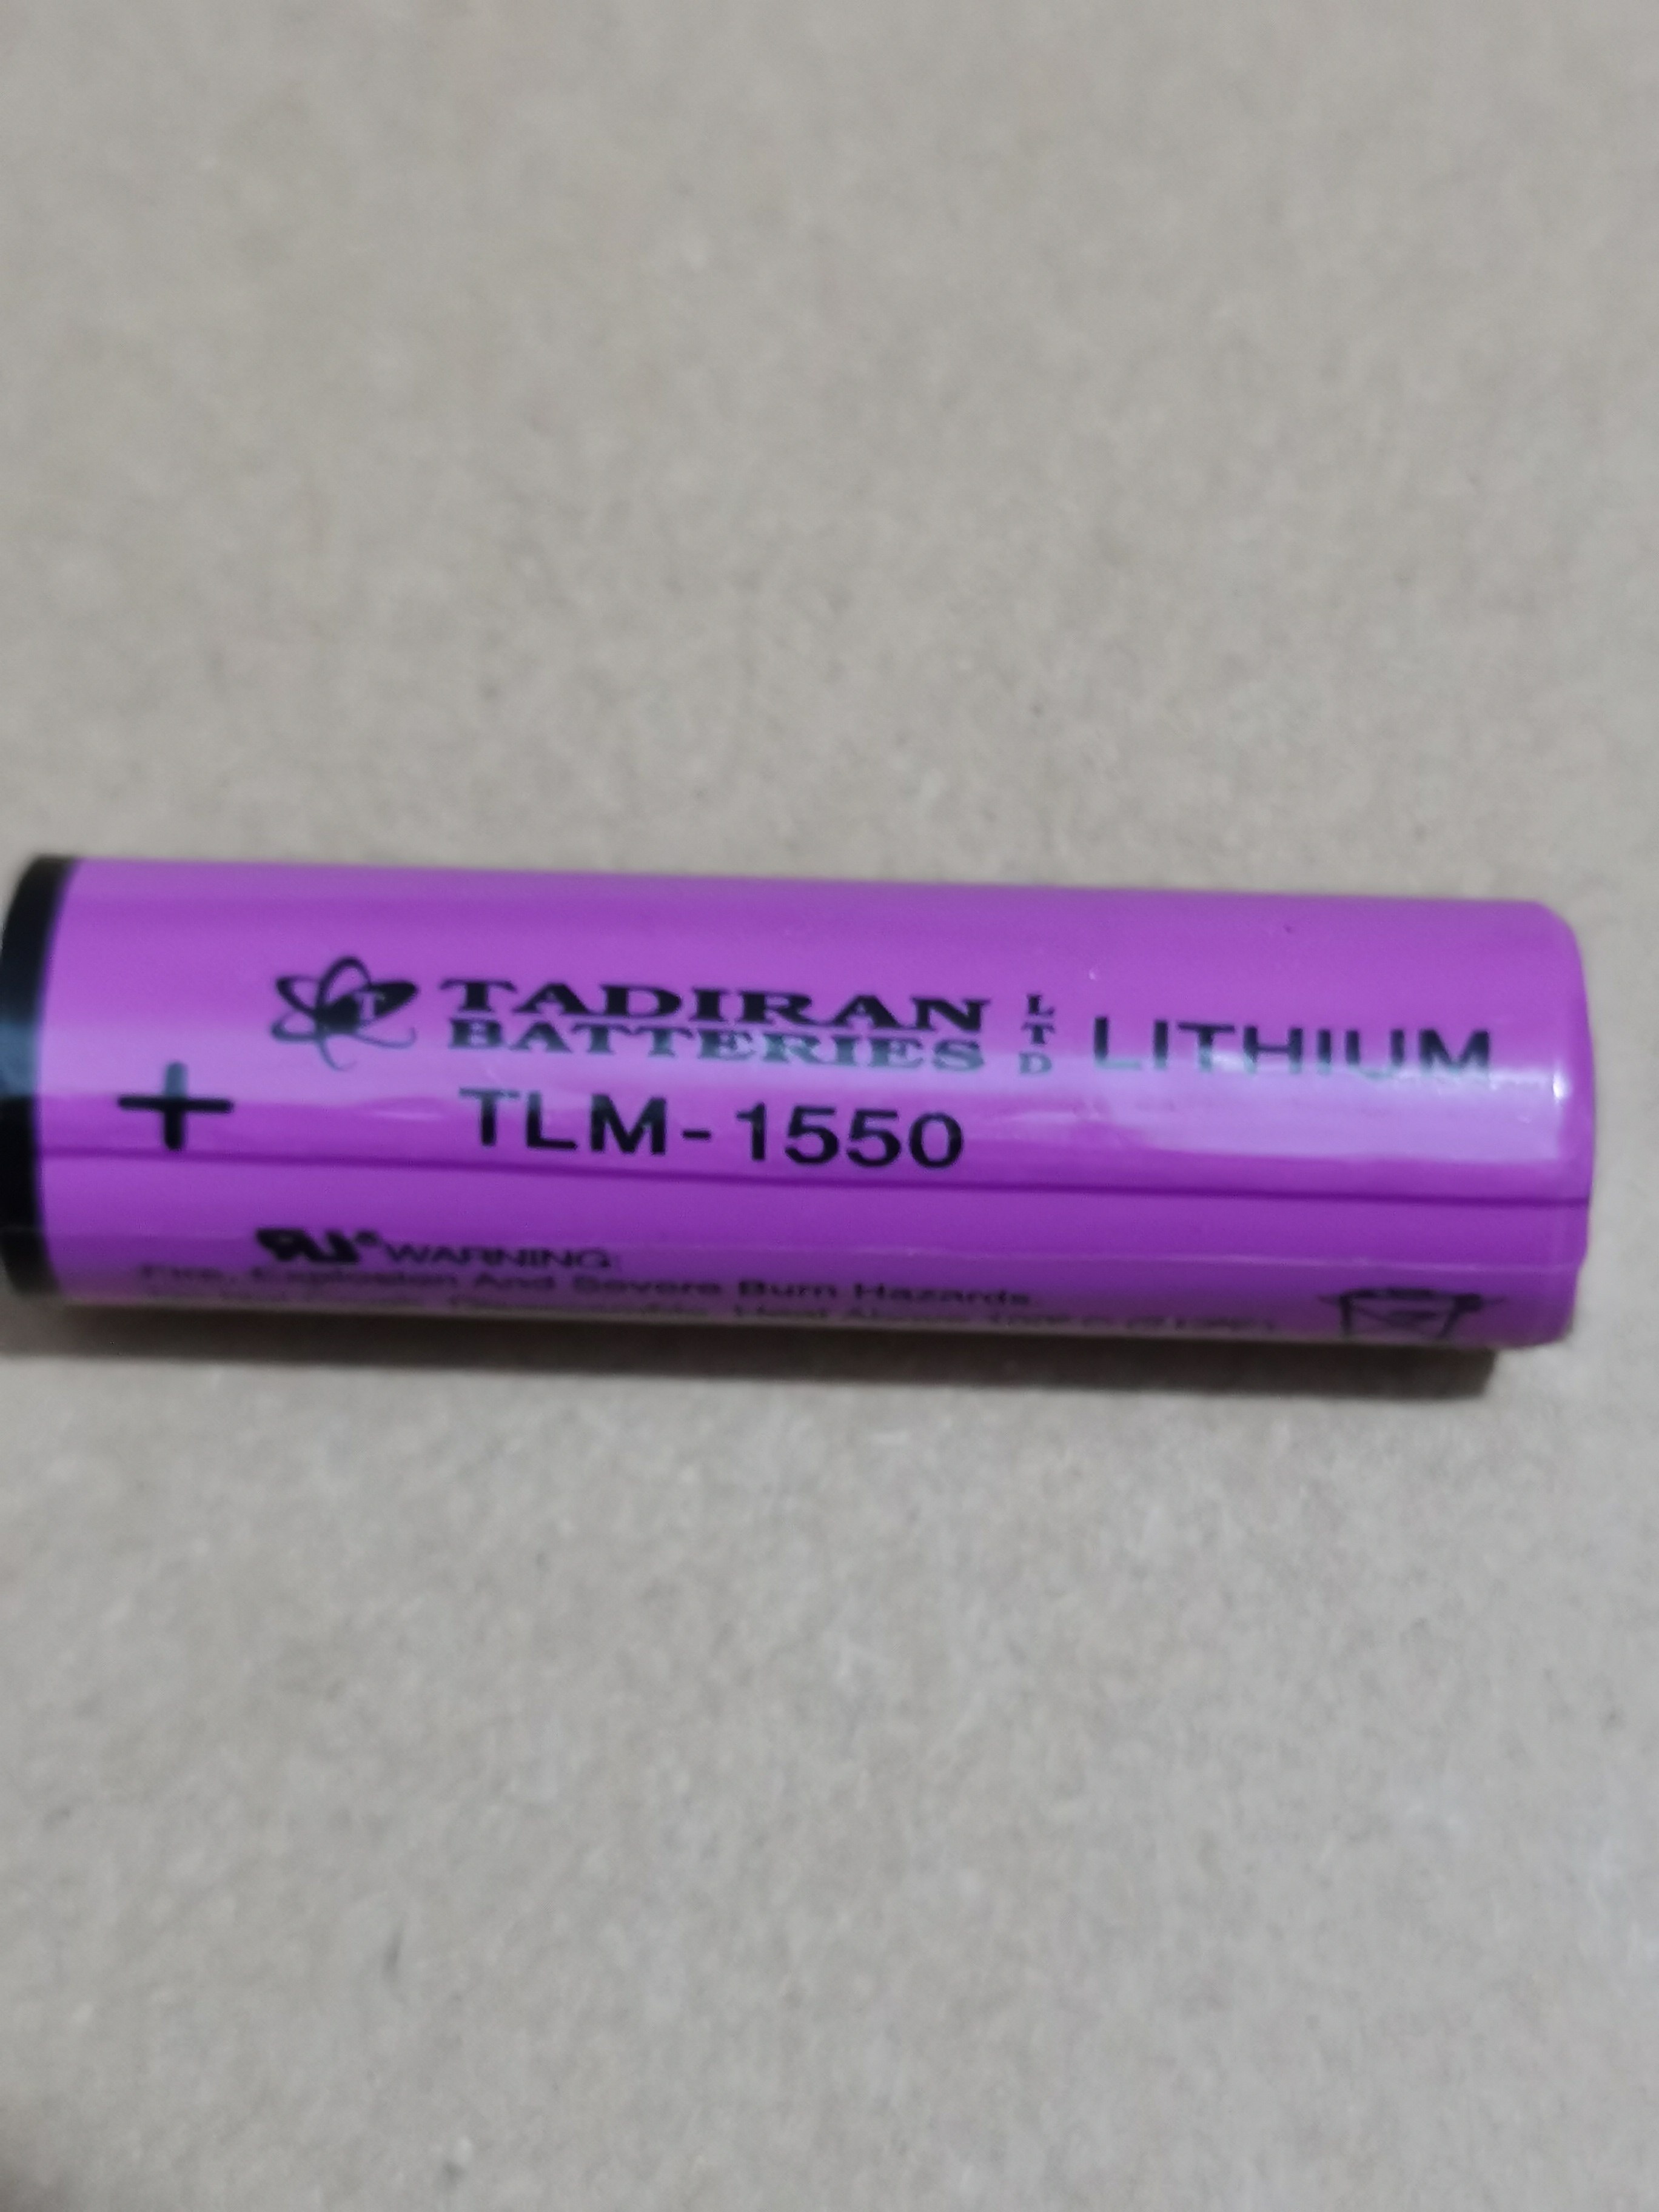 TADIRAN
BATTERIES
LTD
LITHIUM
+
TLM-1550
WARNING:
Fire, Explosion And Severe Burn Hazards.